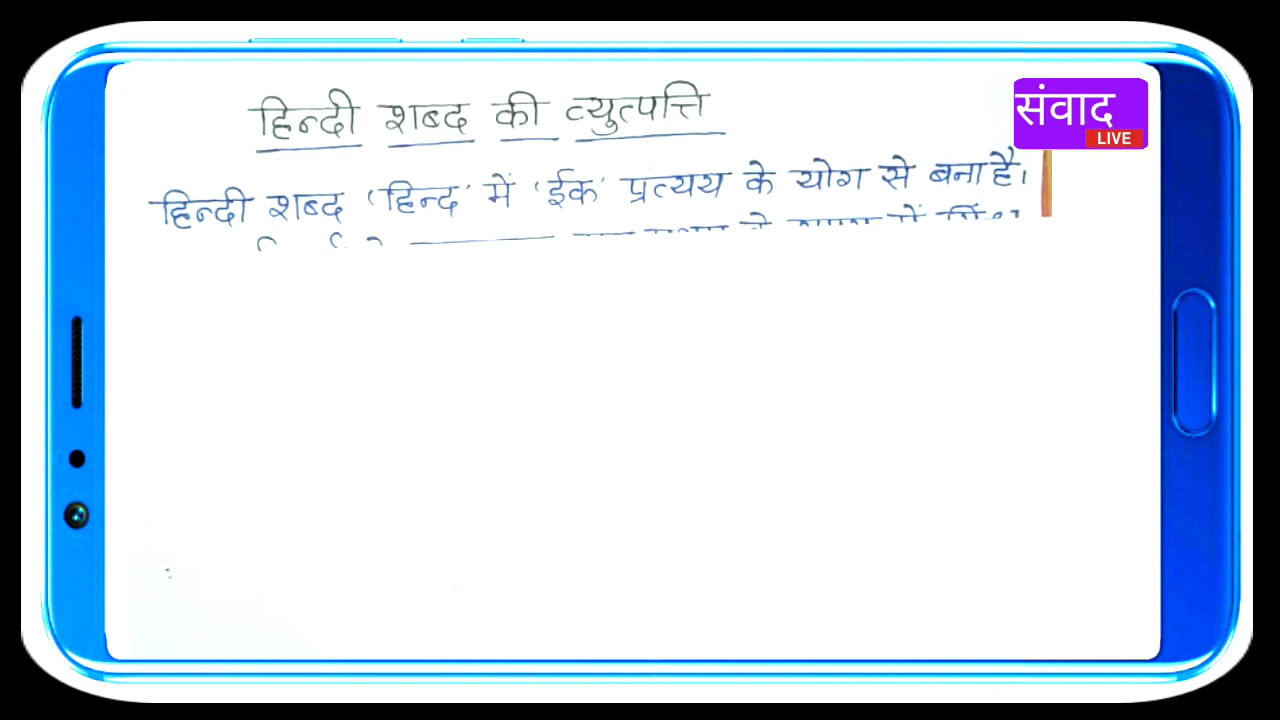 हिन्दी शब्द की व्युत्पत्ति
संवाद
LIVE
हिन्दी शब्द 'हिन्द' में 'ईक' प्रत्यय के योग से बना है।